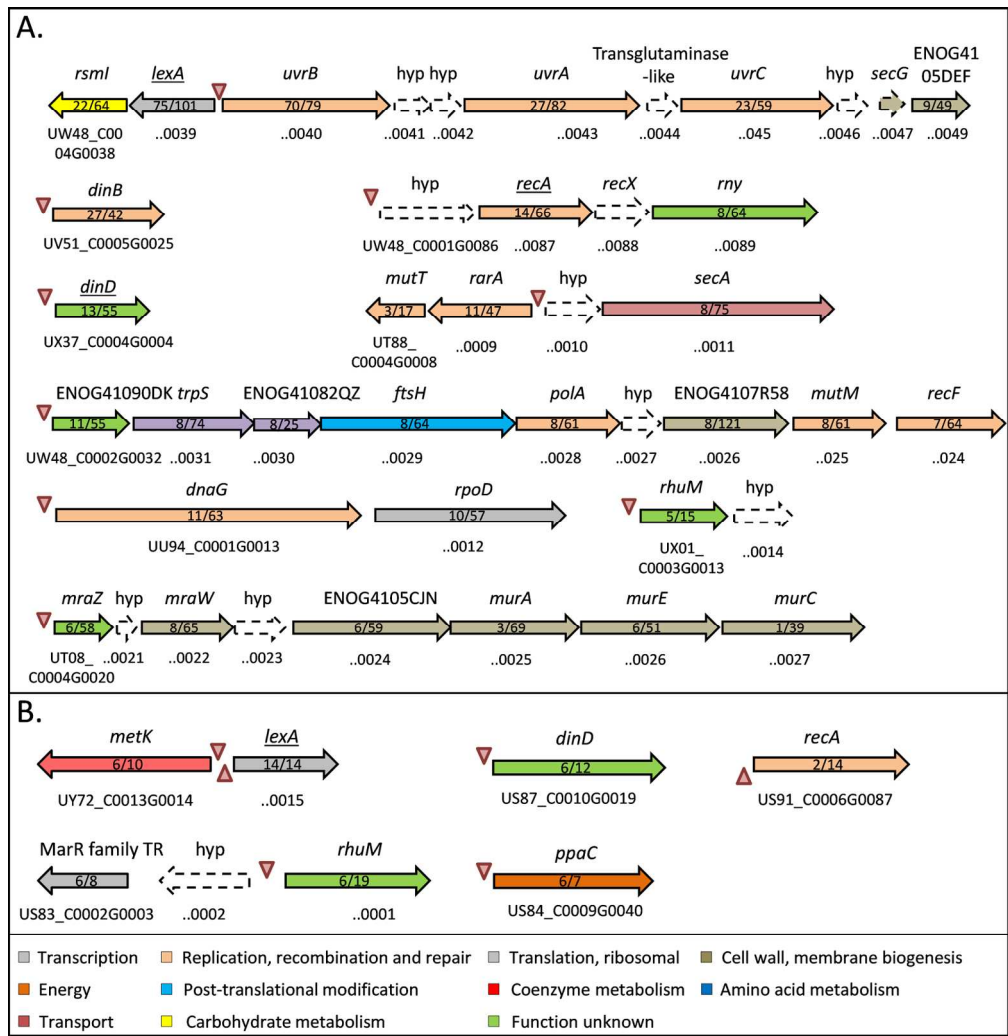 A.
Transglutaminase ENOG41
rsmI lexA uvrB hyp hyp uvrA -like uvrC hyp secG 05DEF
22/64 75/101 70/79 27/82 23/59 9/49
UW48_C00 ..0039 ..0040 ..0041 ..0042 ..0043 ..0044 ..045 ..0046 ..0047 ..0049
04G0038
dinB hyp recA recX rny
27/42 14/66 8/64
UV51_C0005G0025 UW48_C0001G0086 ..0087 ..0088 ..0089
dinD mutT rarA hyp secA
13/55 3/17 11/47 8/75
UX37_C0004G0004 UT88_ ..0009 ..0010 ..0011
C0004G0008
ENOG41090DK trpS ENOG41082QZ ftsH polA hyp ENOG4107R58 mutM recF
11/55 8/74 8/25 8/64 8/61 8/121 8/61 7/64
UW48_C0002G0032 ..0031 ..0030 ..0029 ..0028 ..0027 ..0026 ..025 ..024
dnaG rpoD rhuM hyp
11/63 10/57 5/15
UU94_C0001G0013 ..0012 UX01_ ..0014
C0003G0013
mraZ hyp mraW hyp ENOG4105CJN murA murE murC
6/58 8/65 6/59 3/69 6/51 1/39
UT08_ ..0021 ..0022 ..0023 ..0024 ..0025 ..0026 ..0027
C0004G0020
B.
metK lexA dinD recA
6/10 14/14 6/12 2/14
UY72_C0013G0014 ..0015 US87_C0010G0019 US91_C0006G0087
MarR family TR hyp rhuM ppaC
6/8 6/19 6/7
US83_C0002G0003 ..0002 ..0001 US84_C0009G0040
Transcription Replication, recombination and repair Translation, ribosomal Cell wall, membrane biogenesis
Energy Post-translational modification Coenzyme metabolism Amino acid metabolism
Transport Carbohydrate metabolism Function unknown